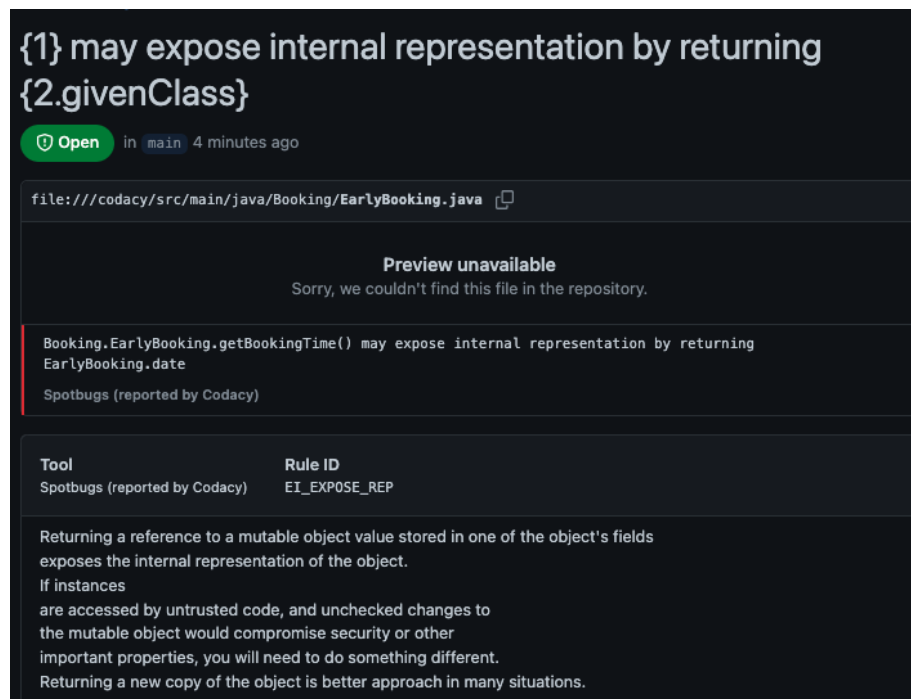 {1} may expose internal representation by returning
{2.givenClass}
Open in main 4 minutes ago
file:///codacy/src/main/java/Booking/EarlyBooking.java
Preview unavailable
Sorry, we couldn't find this file in the repository.
Booking.EarlyBooking.getBookingTime() may expose internal representation by returning
EarlyBooking.date
Spotbugs (reported by Codacy)
Tool Rule ID
Spotbugs (reported by Codacy) EI_EXPOSE_REP
Returning a reference to a mutable object value stored in one of the object's fields
exposes the internal representation of the object.
If instances
are accessed by untrusted code, and unchecked changes to
the mutable object would compromise security or other
important properties, you will need to do something different.
Returning a new copy of the object is better approach in many situations.